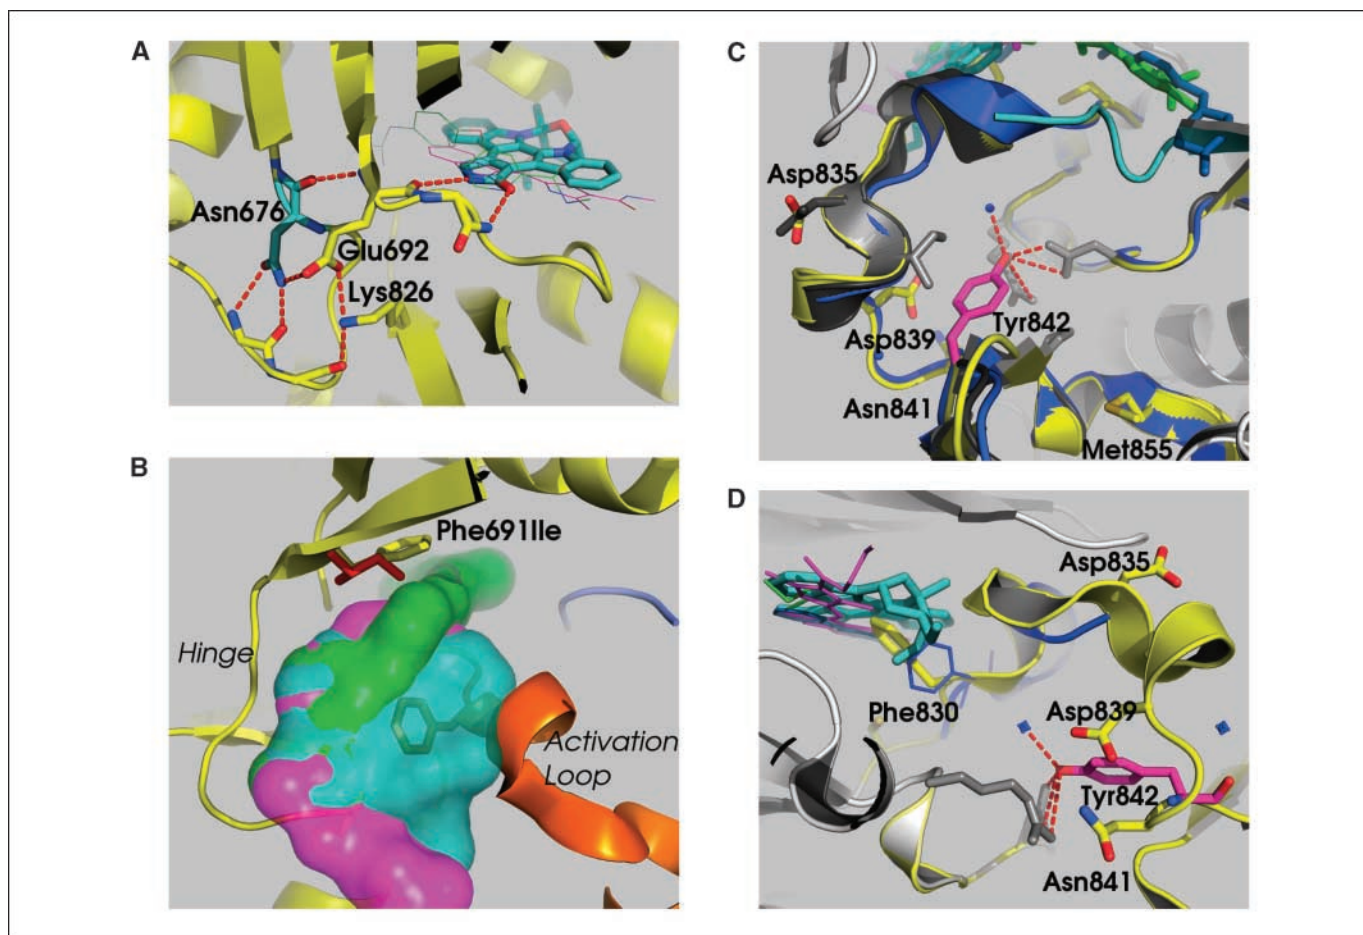 A
Asn676
Glu692
Lys826
B
Phe691Ile
Hinge
Activation
Loop
C
Asp835
Asp839
Tyr842
Asn841
Met855
D
Asp835
Phe830
Asp839
Tyr842
Asn841